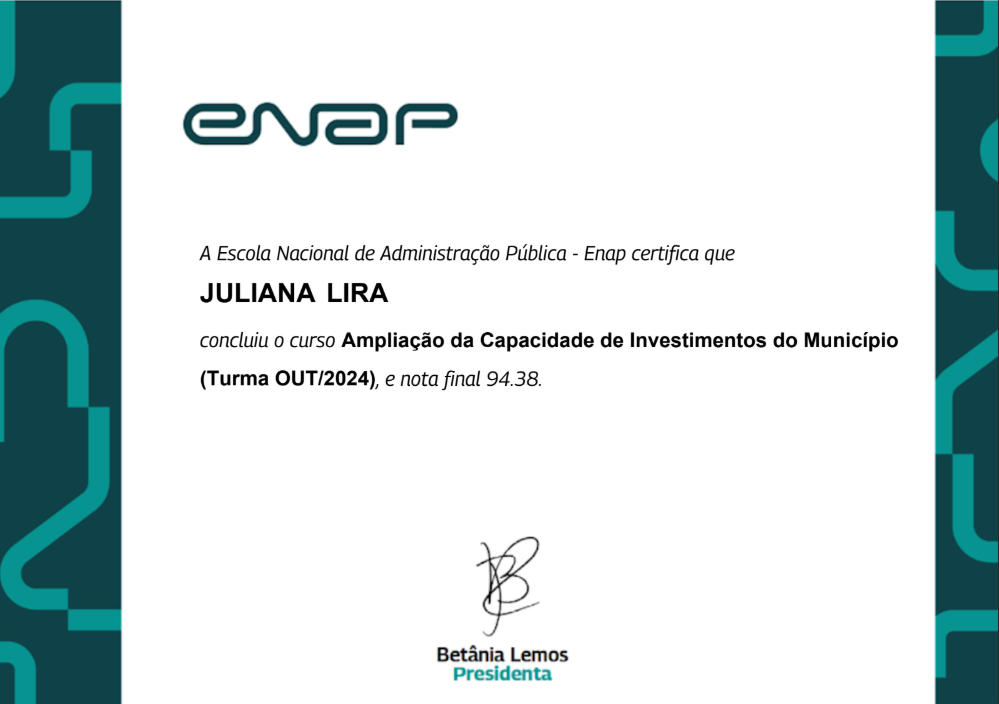 enap
A Escola Nacional de Administração Pública - Enap certifica que
JULIANA LIRA
concluiu o curso Ampliação da Capacidade de Investimentos do Município
(Turma OUT/2024), e nota final 94.38.
Betânia Lemos
Presidenta